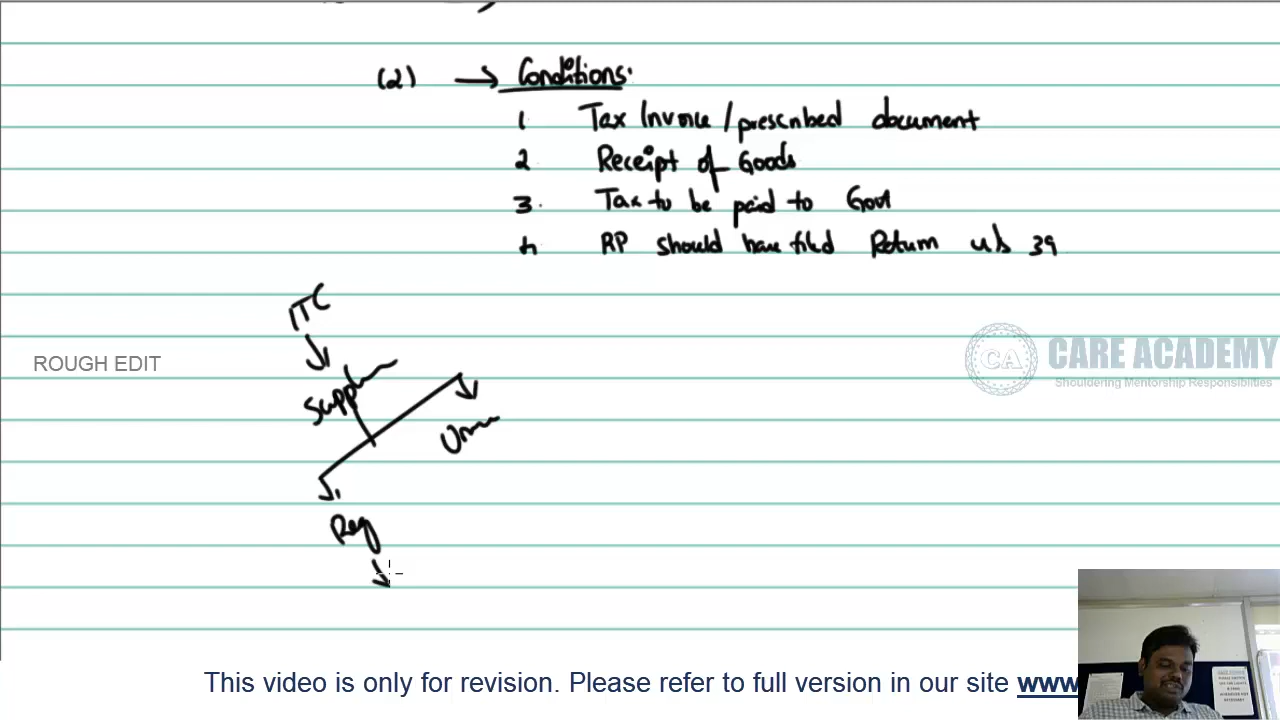 (2) → Conditions.
1 Tax Invoice / prescribed document
2 Receipt of Goods
3. Tax to be paid to Govt
4 RP should have filed Return u/s 39
ITC
ROUGH EDIT
CA CARE ACADEMY
Shouldering Mentorship Responsibilities
Supplier
Reg
This video is only for revision. Please refer to full version in our site www